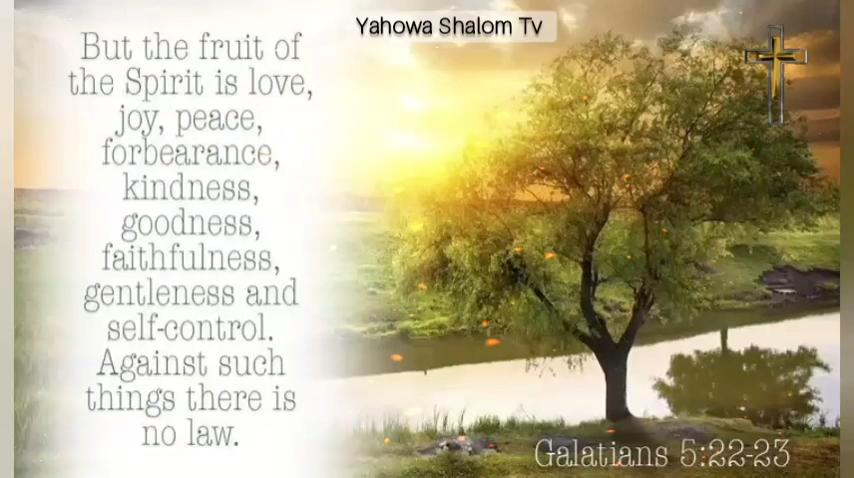 Yahowa Shalom Tv
But the fruit of
the Spirit is love,
joy, peace,
forbearance,
kindness,
goodness,
faithfulness,
gentleness and
self-control.
Against such
things there is
no law.
Galatians 5:22-23